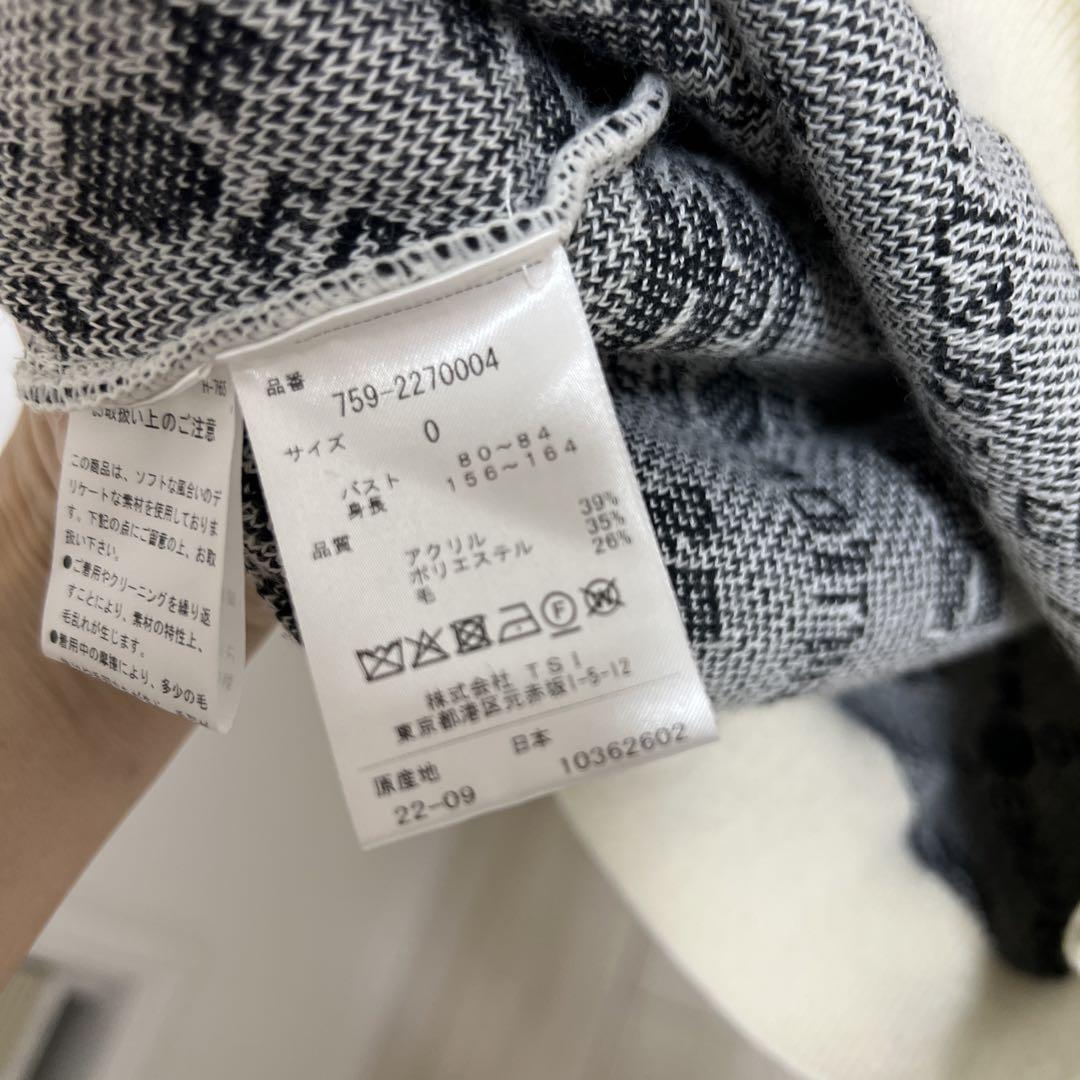 H-765
お取扱い上のご注意
この商品は、ソフトな風合いのデ
リケートな素材を使用しておりま
す。下記の点にご留意の上、お取
扱い下さい。
●ご着用やクリーニングを繰り返
すことにより、素材の特性上、
毛乱れが生じます。
●着用中の摩擦により、多少の毛
品番 759-2270004
サイズ 0
バスト 80～84
身長 156～164
品質 アクリル 39%
ポリエステル 35%
毛 26%
F
W
株式会社 TSI
東京都港区元赤坂1-5-12
原産地 日本
22-09 10362602